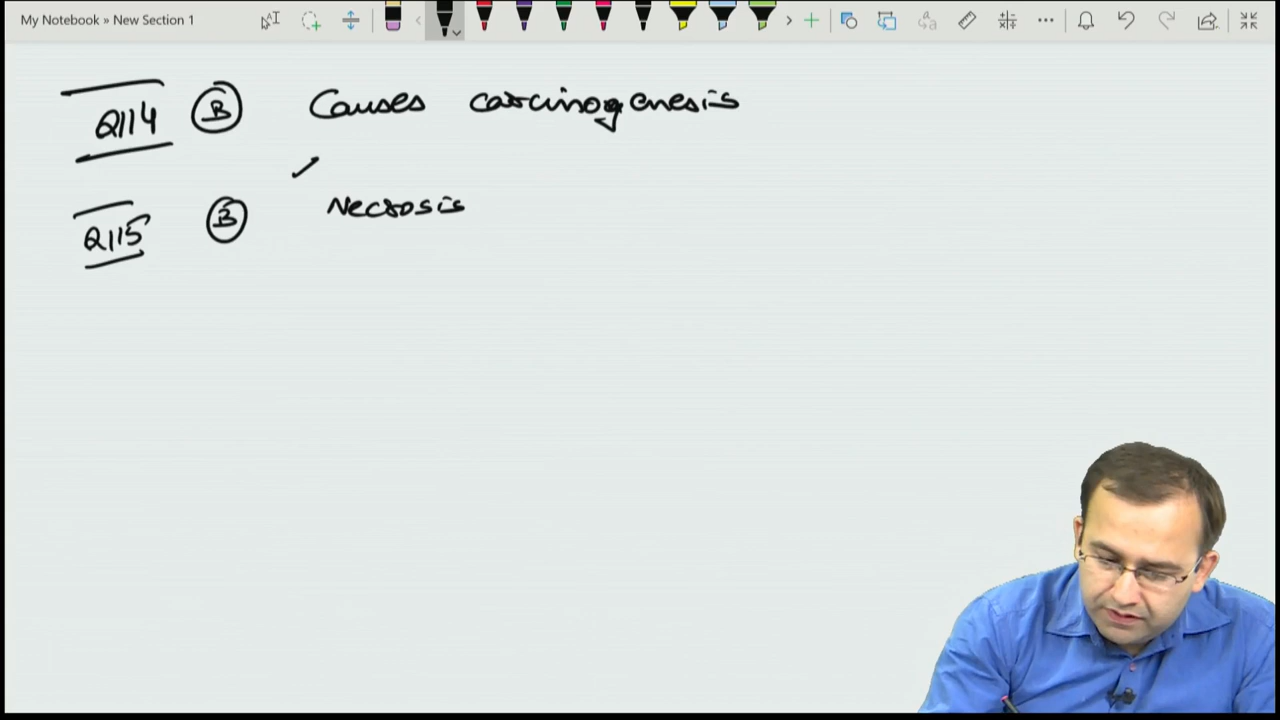 My Notebook » New Section 1
Q114 B Causes carcinogenesis
Q115 B Necrosis